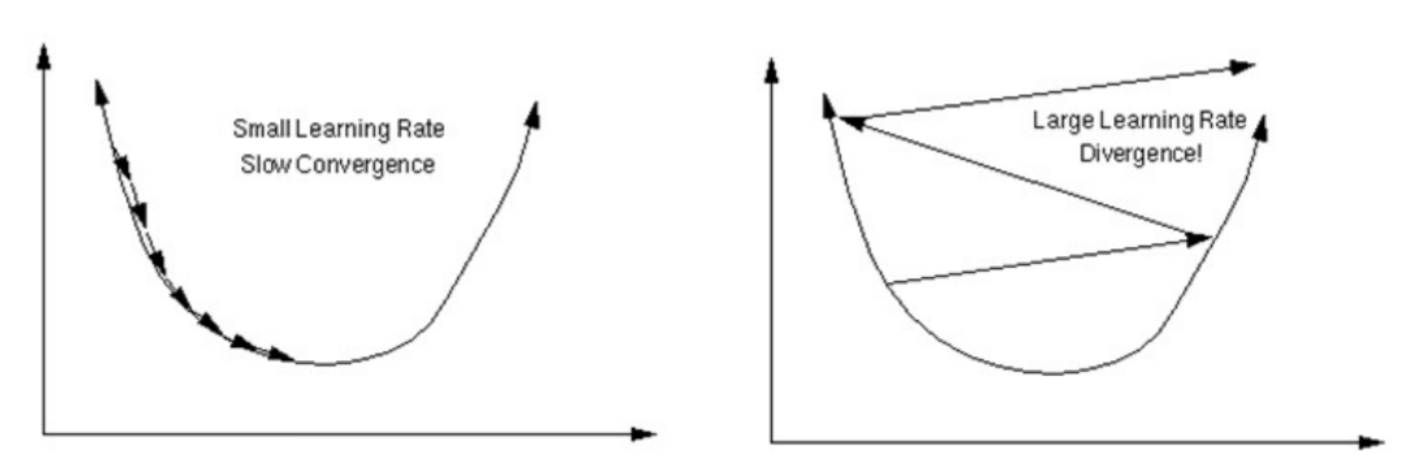 Small Learning Rate
Slow Convergence
Large Learning Rate
Divergence!